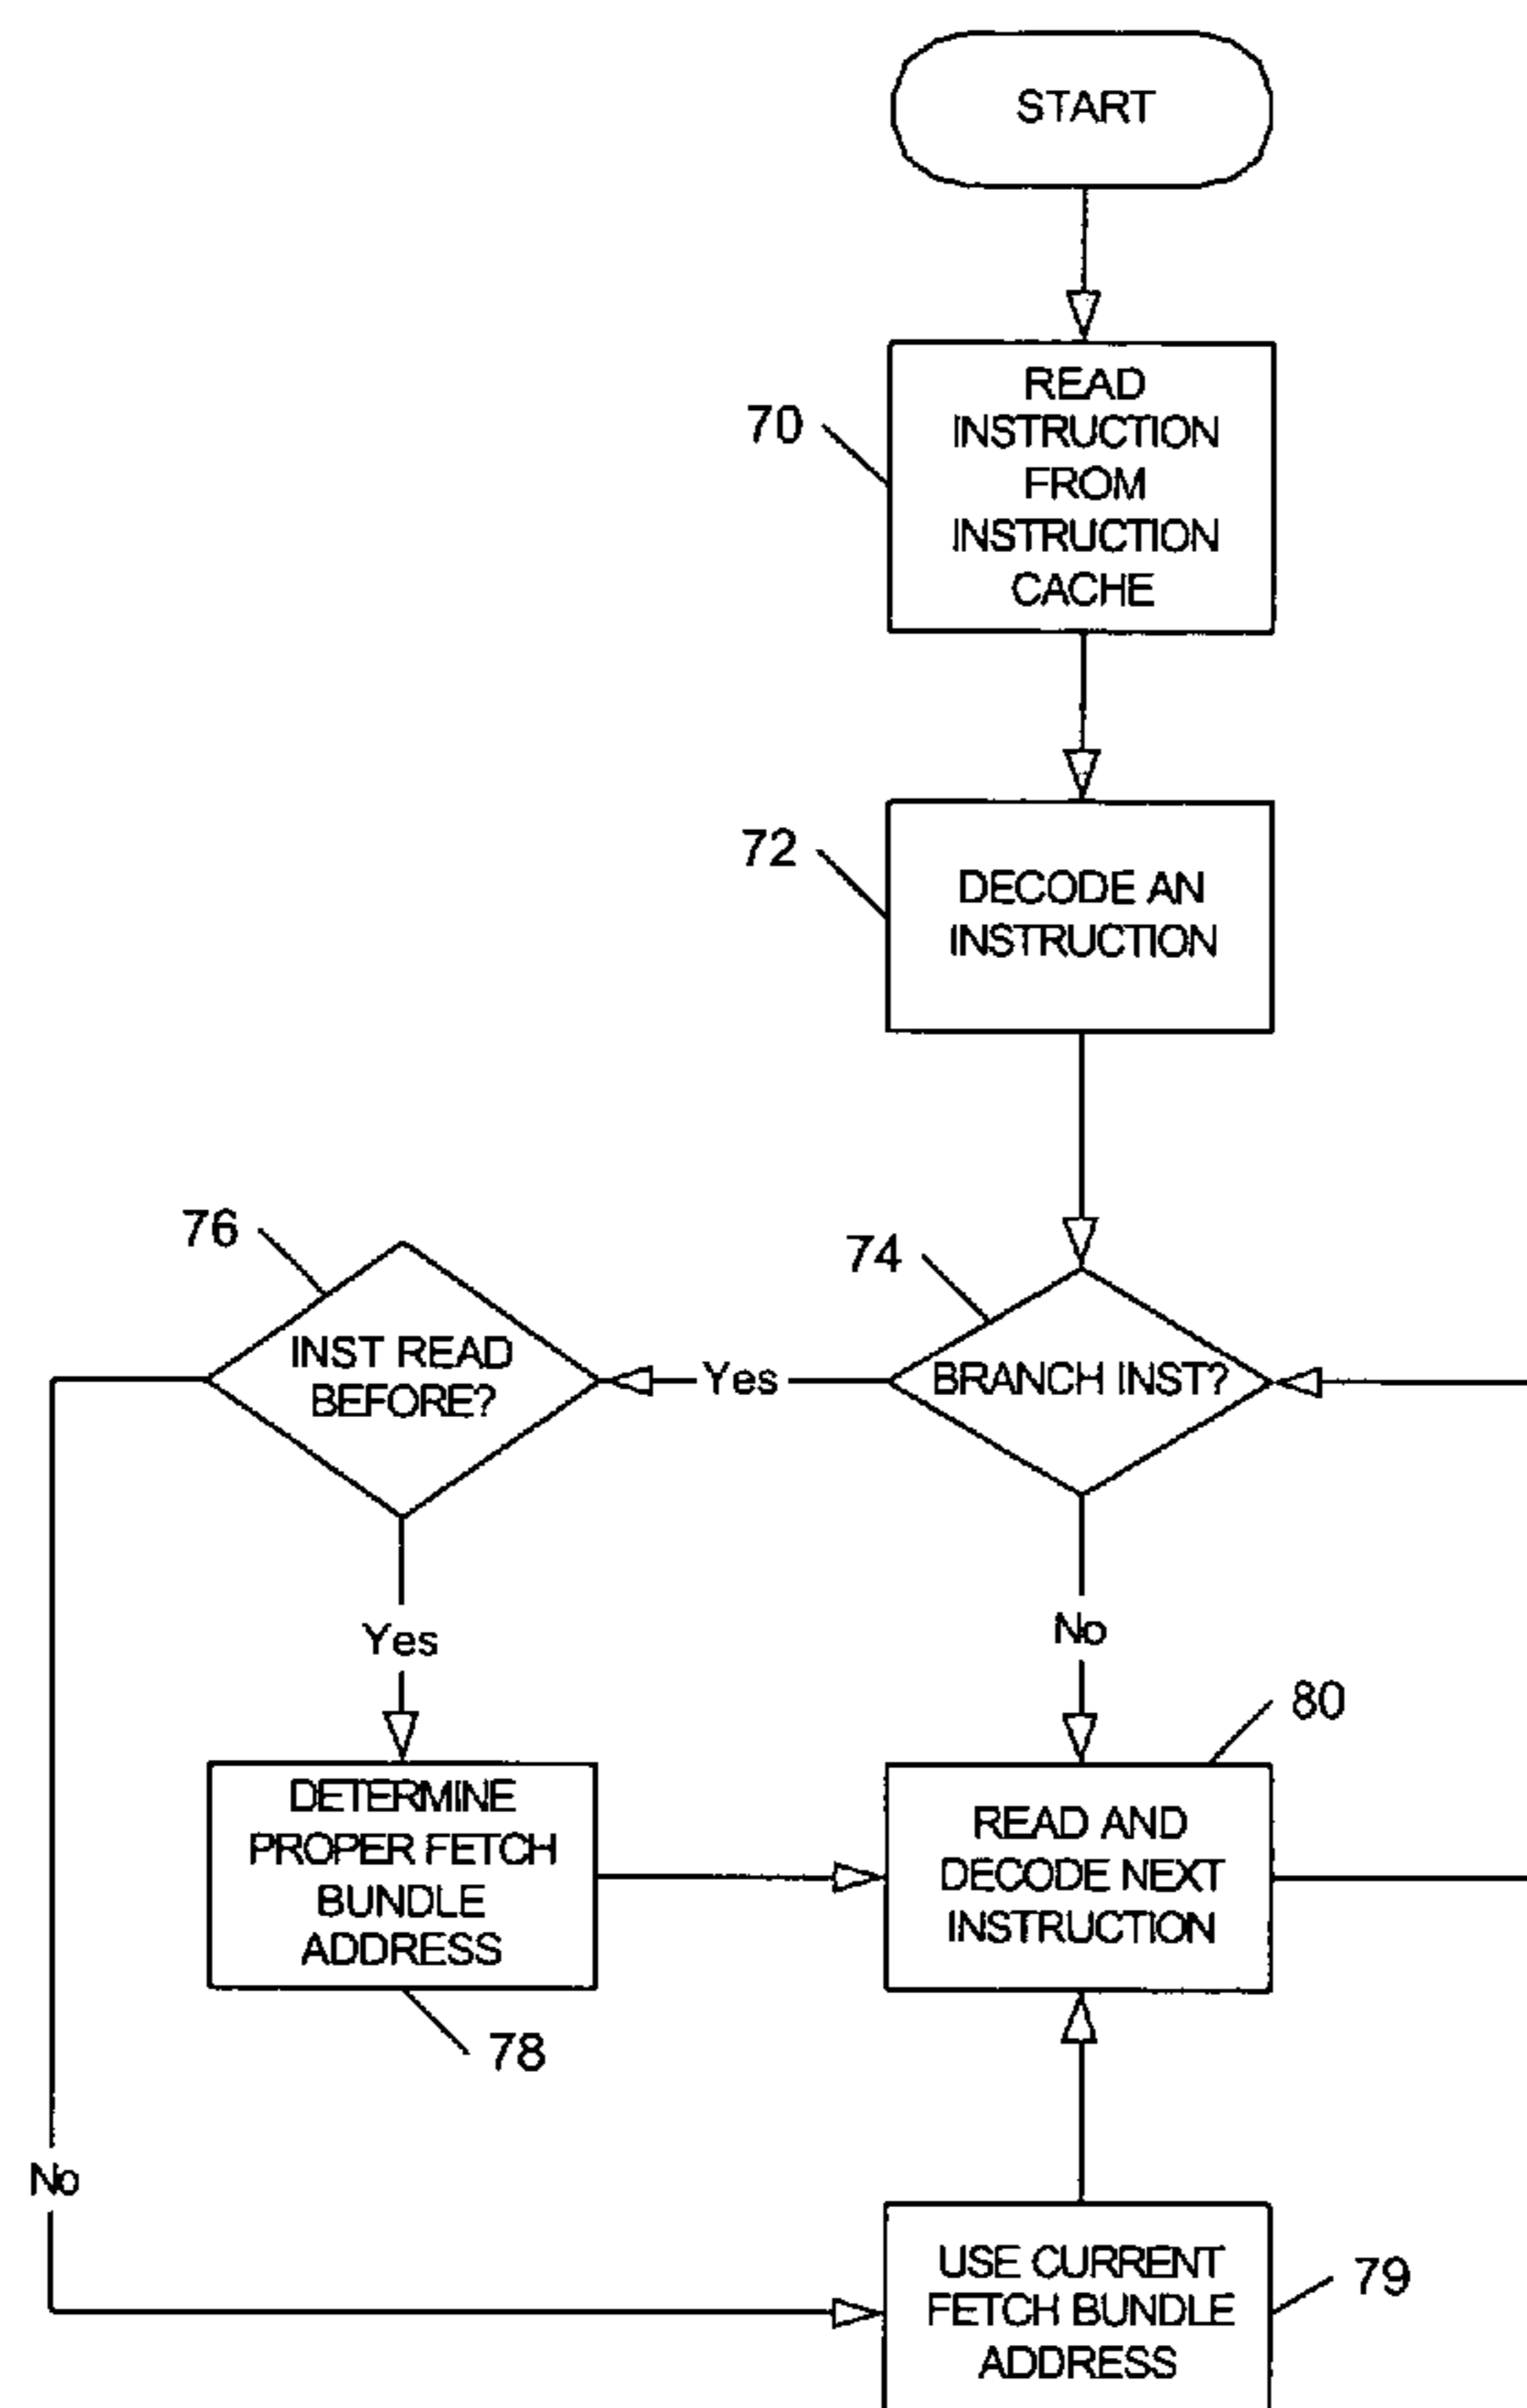 START
70
READ
INSTRUCTION
FROM
INSTRUCTION
CACHE
72
DECODE AN
INSTRUCTION
76
74
INST READ
BEFORE?
Yes
BRANCH INST?
Yes
No
80
DETERMINE
PROPER FETCH
BUNDLE
ADDRESS
READ AND
DECODE NEXT
INSTRUCTION
78
No
USE CURRENT
FETCH BUNDLE
ADDRESS
79